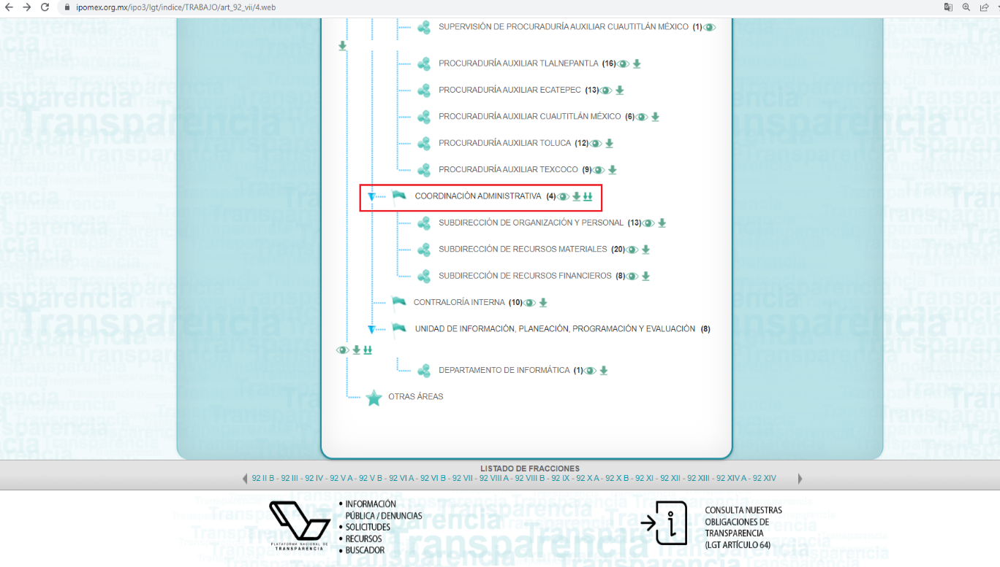 ipomex.org.mx/ipo3/lgt/indice/TRABAJO/art_92_vii/4.web
SUPERVISIÓN DE PROCURADURÍA AUXILIAR CUAUTITLÁN MÉXICO (1)
PROCURADURÍA AUXILIAR TLALNEPANTLA (16)
PROCURADURÍA AUXILIAR ECATEPEC (13)
PROCURADURÍA AUXILIAR CUAUTITLÁN MÉXICO (6)
PROCURADURÍA AUXILIAR TOLUCA (12)
PROCURADURÍA AUXILIAR TEXCOCO (9)
COORDINACIÓN ADMINISTRATIVA (4)
SUBDIRECCIÓN DE ORGANIZACIÓN Y PERSONAL (13)
SUBDIRECCIÓN DE RECURSOS MATERIALES (20)
SUBDIRECCIÓN DE RECURSOS FINANCIEROS (8)
CONTRALORÍA INTERNA (10)
UNIDAD DE INFORMACIÓN, PLANEACIÓN, PROGRAMACIÓN Y EVALUACIÓN (8)
DEPARTAMENTO DE INFORMÁTICA (1)
OTRAS ÁREAS
LISTADO DE FRACCIONES
92 II B - 92 III - 92 IV - 92 V A - 92 V B - 92 VI A - 92 VI B - 92 VII - 92 VIII A - 92 VIII B - 92 IX - 92 X A - 92 X B - 92 XI - 92 XII - 92 XIII - 92 XIV A - 92 XIV
PLATAFORMA NACIONAL DE
TRANSPARENCIA
• INFORMACIÓN
PÚBLICA / DENUNCIAS
• SOLICITUDES
• RECURSOS
• BUSCADOR
CONSULTA NUESTRAS
OBLIGACIONES DE
TRANSPARENCIA
(LGT ARTÍCULO 64)
Transparencia